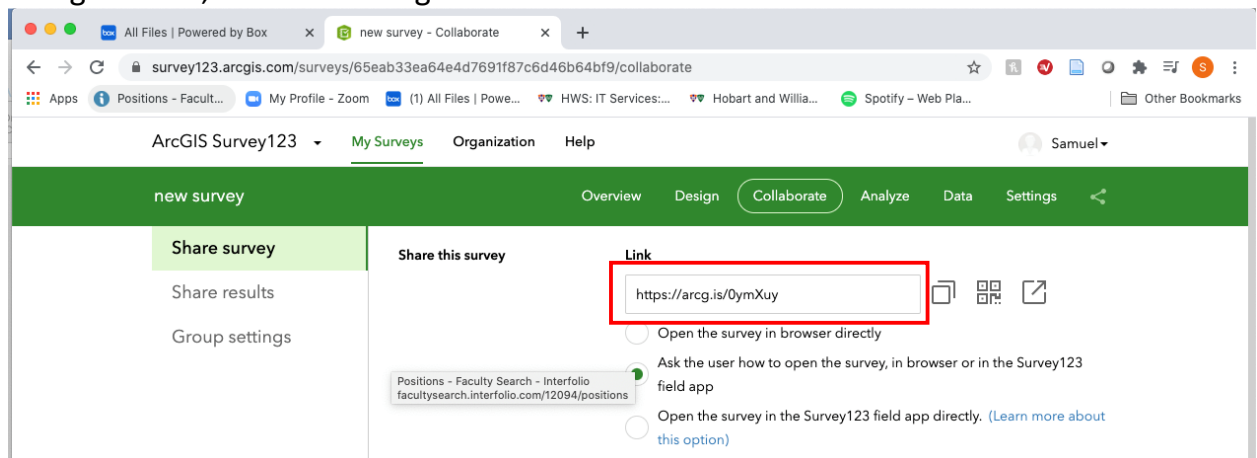 All Files | Powered by Box × new survey - Collaborate × +
survey123.arcgis.com/surveys/65eab33ea64e4d7691f87c6d46b64bf9/collaborate S
Apps Positions - Facult... My Profile - Zoom (1) All Files | Powe... HWS: IT Services:... Hobart and Willia... Spotify – Web Pla... Other Bookmarks
ArcGIS Survey123 My Surveys Organization Help Samuel
new survey Overview Design Collaborate Analyze Data Settings
Share survey
Share results
Group settings
Share this survey
Link
https://arcg.is/0ymXuy
Open the survey in browser directly
Ask the user how to open the survey, in browser or in the Survey123
field app
Open the survey in the Survey123 field app directly. (Learn more about
this option)
Positions - Faculty Search - Interfolio
facultysearch.interfolio.com/12094/positions